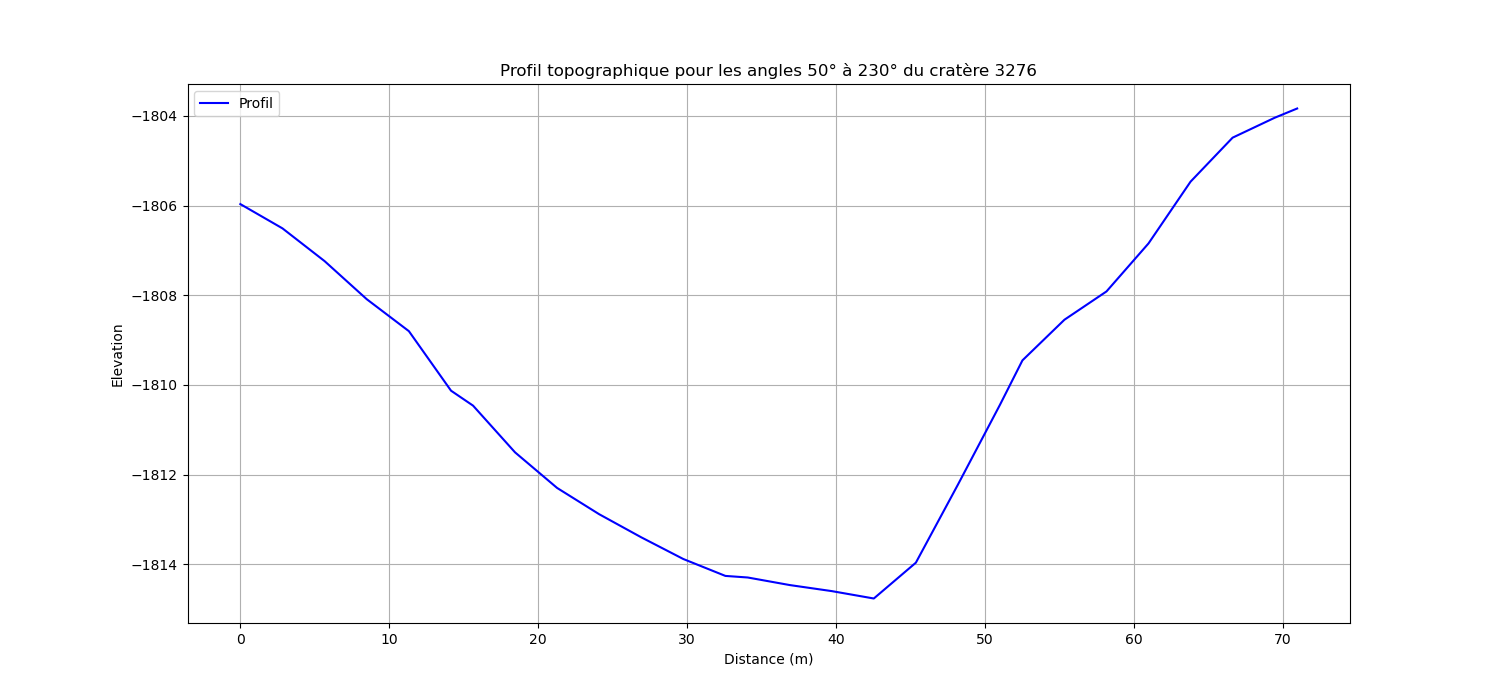 Profil topographique pour les angles 50° à 230° du cratère 3276
Profil
−1804
−1806
−1808
−1810
−1812
−1814
Elevation
0 10 20 30 40 50 60 70
Distance (m)